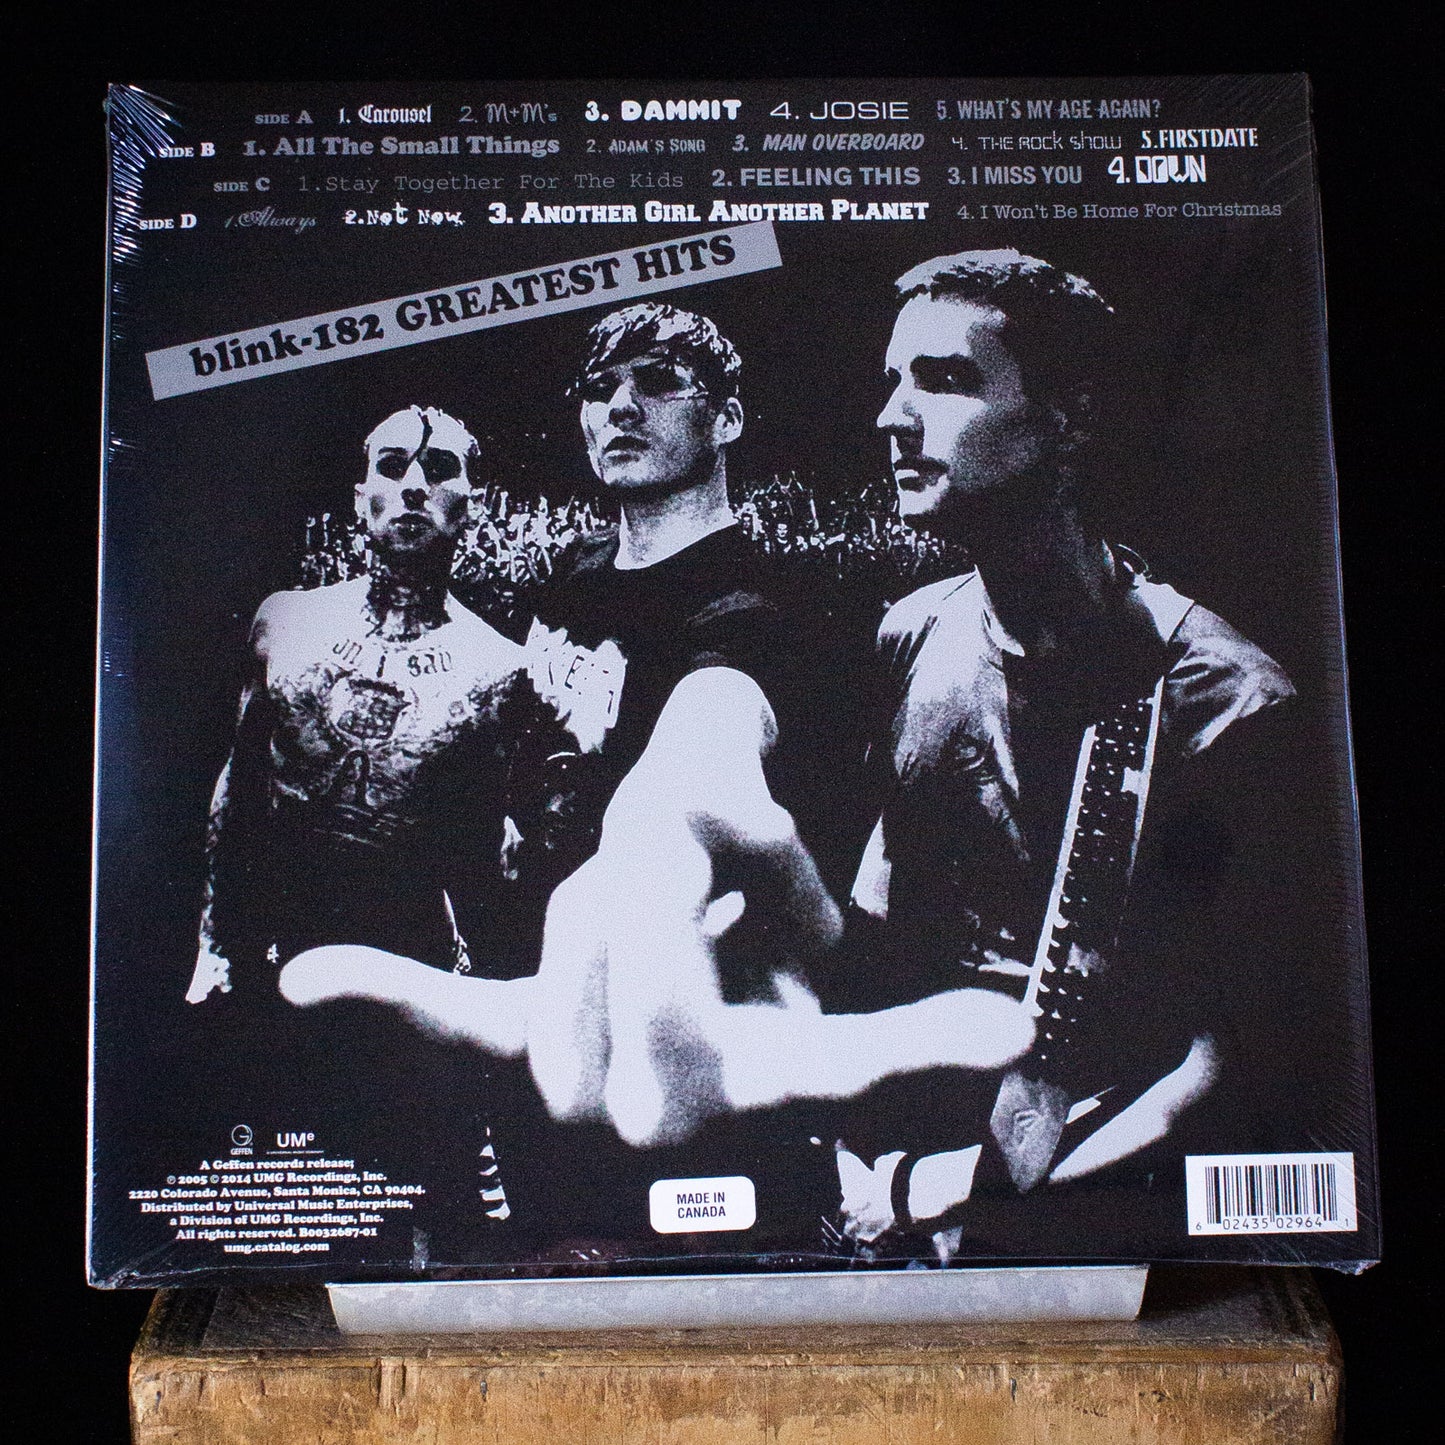 SIDE A 1. Carousel 2. M+M's 3. DAMMIT 4. JOSIE 5. WHAT'S MY AGE AGAIN?
SIDE B 1. All The Small Things 2. ADAM'S SONG 3. MAN OVERBOARD 4. THE ROCK SHOW 5. FIRST DATE
SIDE C 1. Stay Together For The Kids 2. FEELING THIS 3. I MISS YOU 4. DOWN
SIDE D 1. Always 2. Not Now 3. ANOTHER GIRL ANOTHER PLANET 4. I Won't Be Home For Christmas
blink-182 GREATEST HITS
GEFFEN UMe
A Geffen records release;
℗ 2005 © 2014 UMG Recordings, Inc.
2220 Colorado Avenue, Santa Monica, CA 90404.
Distributed by Universal Music Enterprises,
a Division of UMG Recordings, Inc.
All rights reserved. B0032687-01
umg.catalog.com
MADE IN
CANADA
6 02435 02964 1